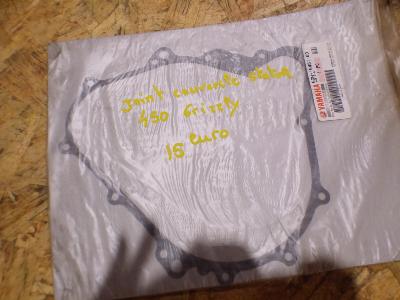 Joint couvercle stator
450 Grizzly
15 euro
YAMAHA